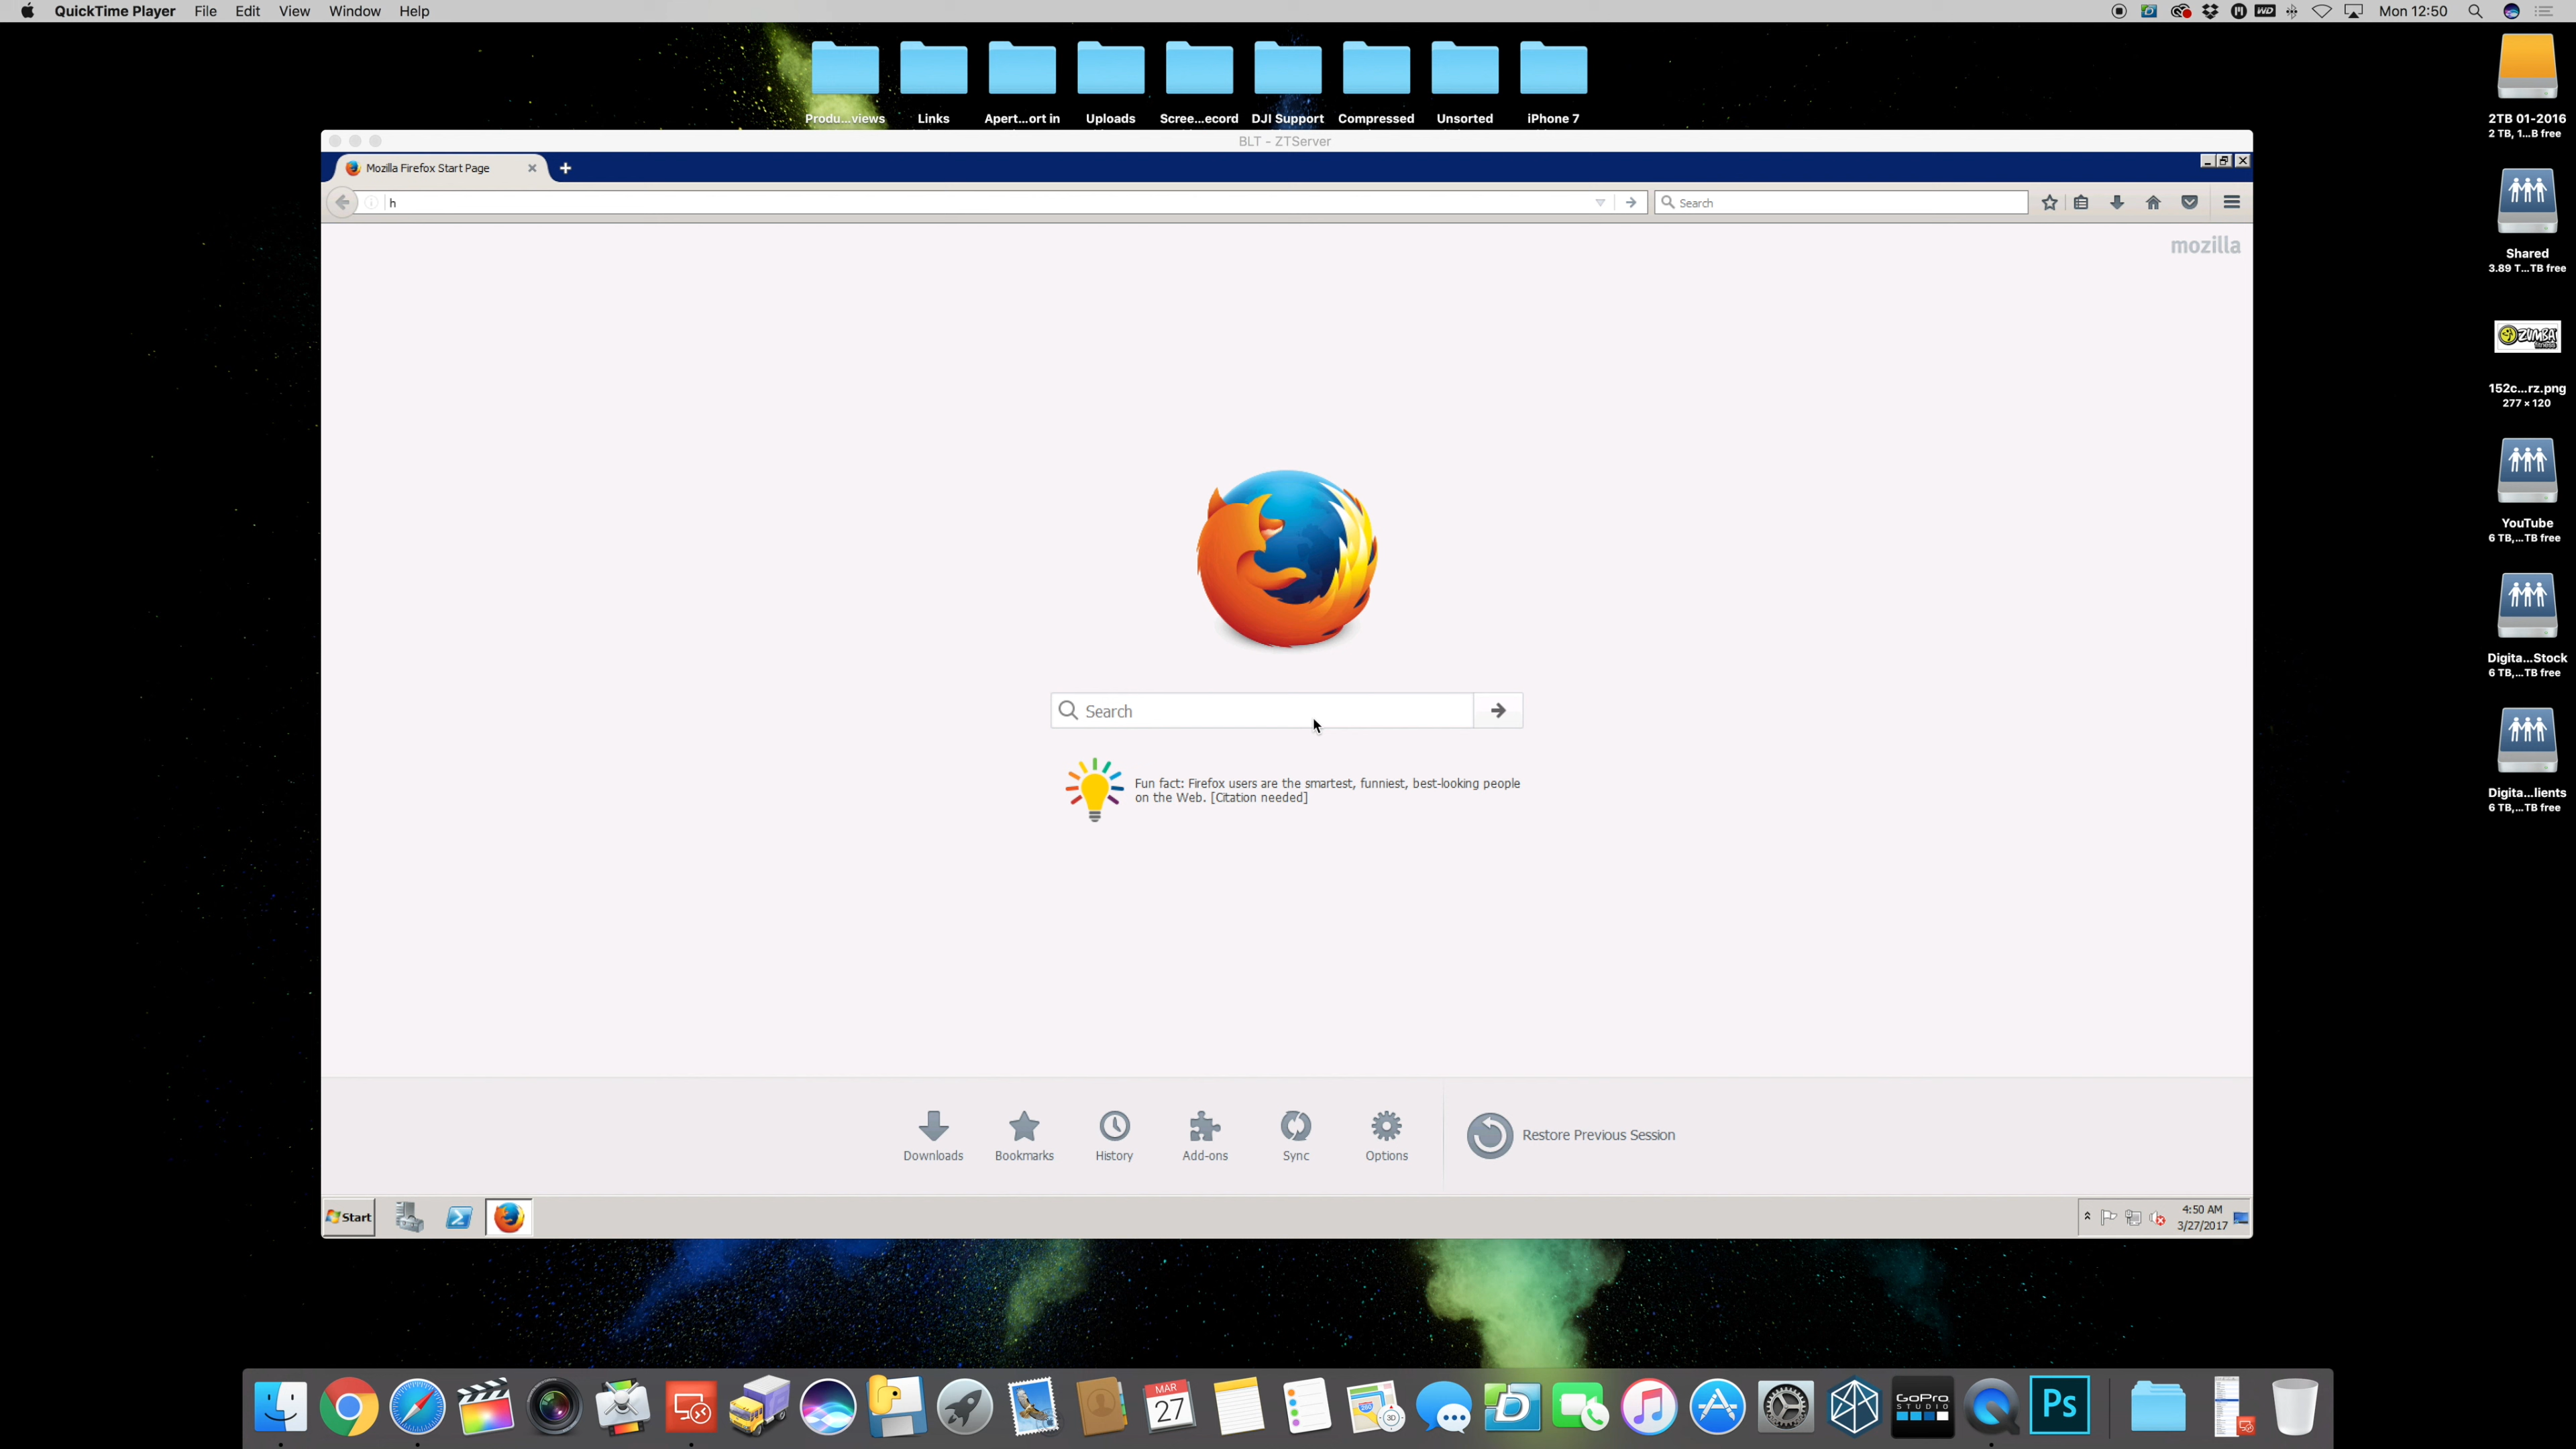 QuickTime Player File Edit View Window Help
WD Mon 12:50
Produ...views Links Apert...ort in Uploads Scree...ecord DJI Support Compressed Unsorted iPhone 7
2TB 01-2016
2 TB, 1...B free
BLT - ZTServer
Mozilla Firefox Start Page
h
Search
mozilla
Shared
3.89 T...TB free
ZUMBA
fitness
152c...rz.png
277 × 120
YouTube
6 TB,...TB free
Digita...Stock
6 TB,...TB free
Search
Digita...lients
6 TB,...TB free
Fun fact: Firefox users are the smartest, funniest, best-looking people
on the Web. [Citation needed]
Downloads Bookmarks History Add-ons Sync Options
Restore Previous Session
Start
4:50 AM
3/27/2017
MAR
27
3D
GoPro
STUDIO
Ps